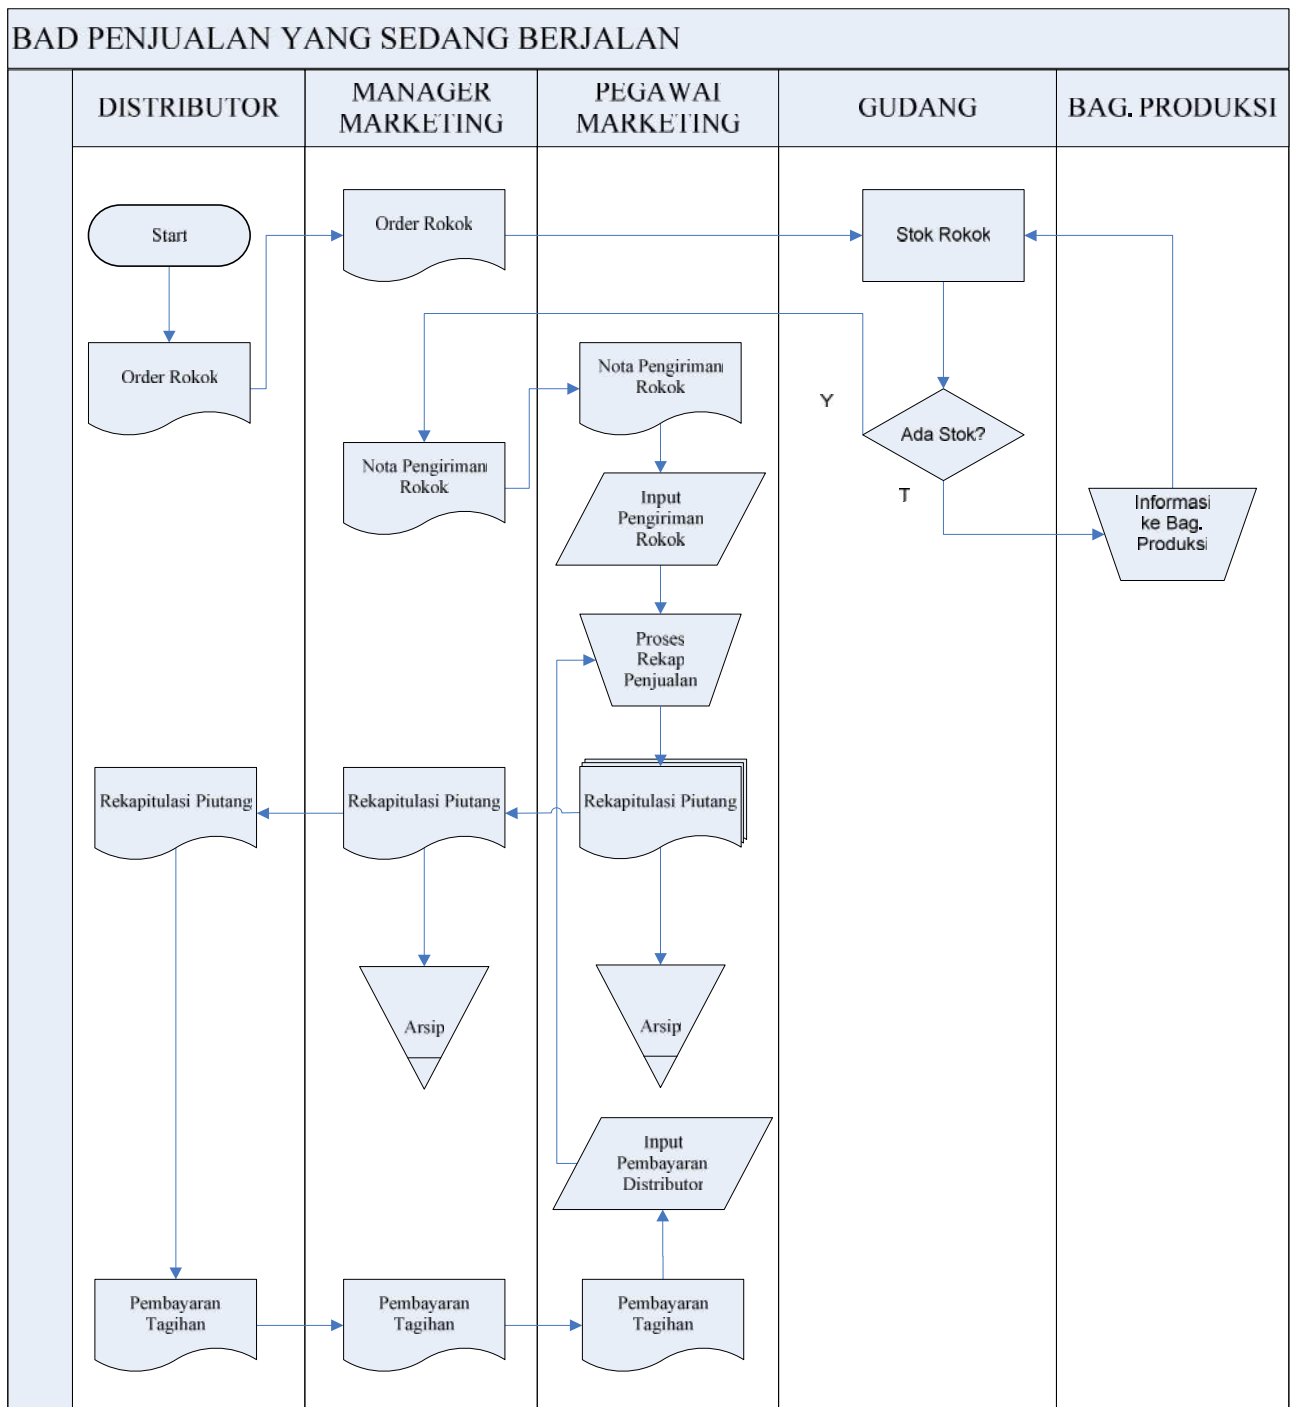 BAD PENJUALAN YANG SEDANG BERJALAN
DISTRIBUTOR
MANAGER
MARKETING
PEGAWAI
MARKETING
GUDANG
BAG. PRODUKSI
Start
Order Rokok
Stok Rokok
Order Rokok
Nota Pengiriman
Rokok
Y
Ada Stok?
Nota Pengiriman
Rokok
Input
Pengiriman
Rokok
T
Informasi
ke Bag.
Produksi
Proses
Rekap
Penjualan
Rekapitulasi Piutang
Rekapitulasi Piutang
Rekapitulasi Piutang
Arsip
Arsip
Input
Pembayaran
Distributor
Pembayaran
Tagihan
Pembayaran
Tagihan
Pembayaran
Tagihan